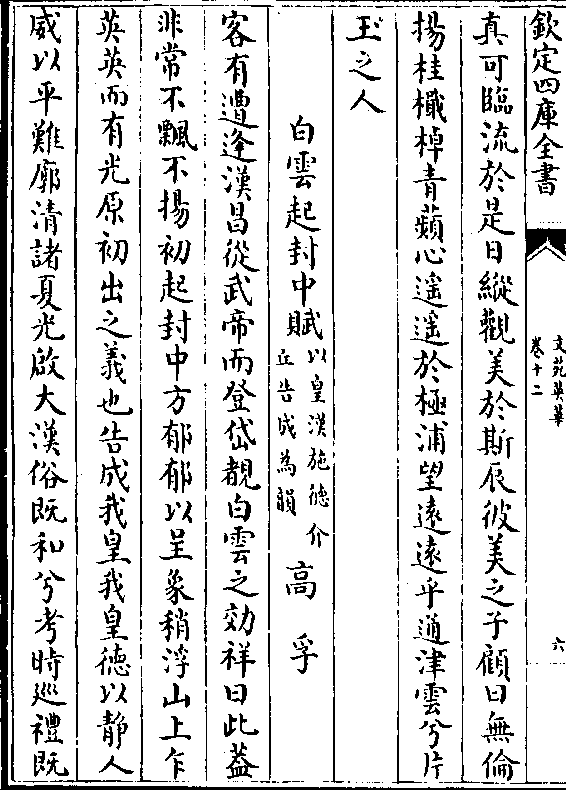 欽定四庫全書
文苑英華
卷十二
六
真可臨流於是日縱觀美於斯辰彼美之子顧曰無倫
揚桂檝棹青蘋心遥遥於極浦望遠遠乎通津雲兮片
玉之人
白雲起封中賦
以皇漢施德介
丘告成為韻
高孚
客有遭逢漢昌從武帝而登岱覩白雲之効祥曰此葢
非常不飄不揚初起封中方郁郁以呈象稍浮山上乍
英英而有光原初出之義也告成我皇我皇德以靜人
威以平難廓清諸夏光啟大漢俗既和兮考時廵禮既